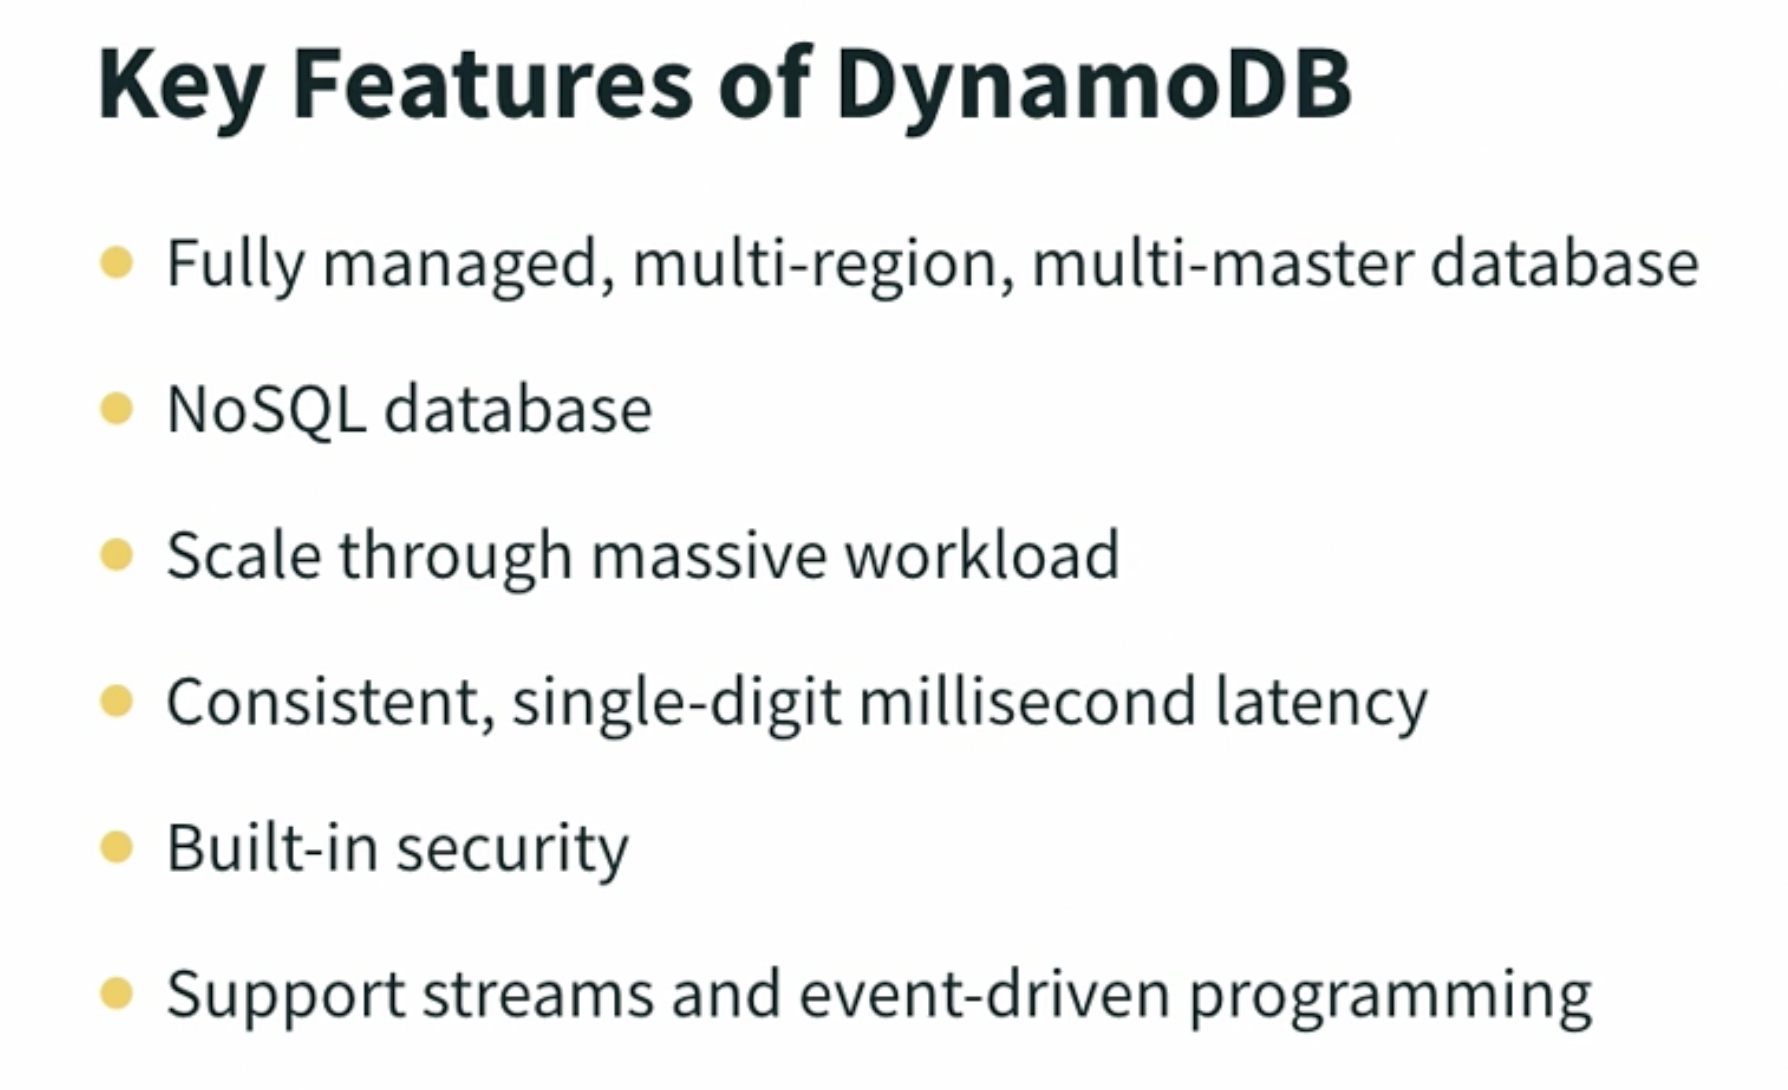 Key Features of DynamoDB
Fully managed, multi-region, multi-master database
NoSQL database
Scale through massive workload
Consistent, single-digit millisecond latency
Built-in security
Support streams and event-driven programming